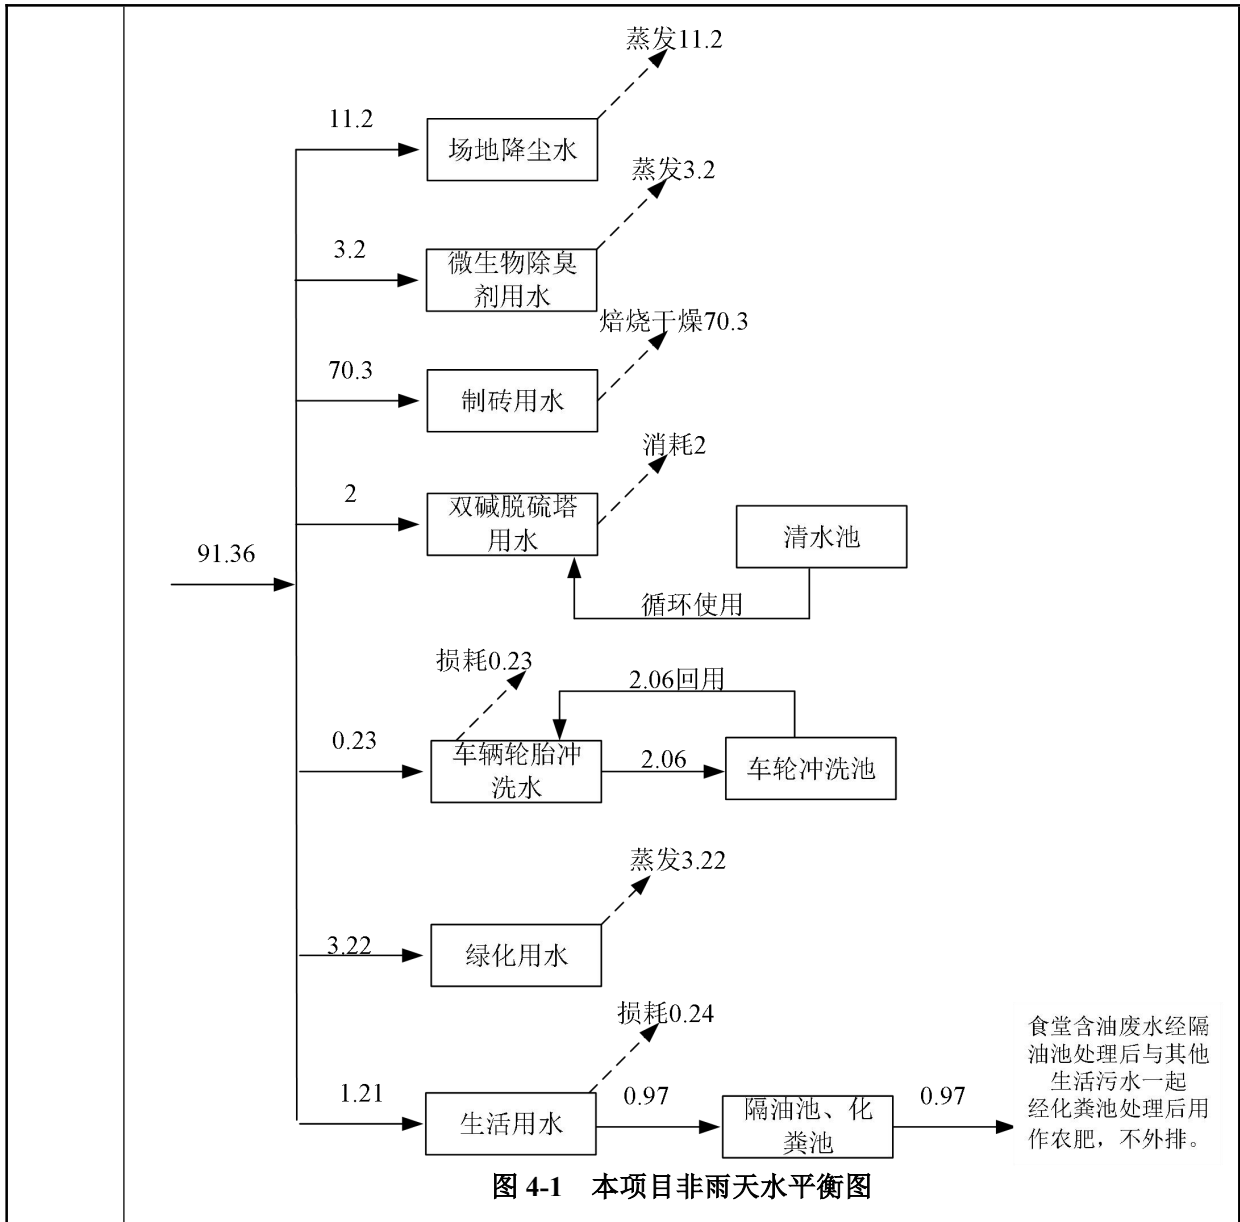 蒸发11.2
11.2
场地降尘水
蒸发3.2
3.2
微生物除臭
剂用水
焙烧干燥70.3
70.3
制砖用水
消耗2
2
双碱脱硫塔
用水
清水池
91.36
循环使用
损耗0.23
2.06回用
0.23
车辆轮胎冲
洗水
2.06
车轮冲洗池
蒸发3.22
3.22
绿化用水
损耗0.24
1.21
生活用水
0.97
隔油池、化
粪池
0.97
食堂含油废水经隔
油池处理后与其他
生活污水一起
经化粪池处理后用
作农肥，不外排。
图 4-1 本项目非雨天水平衡图